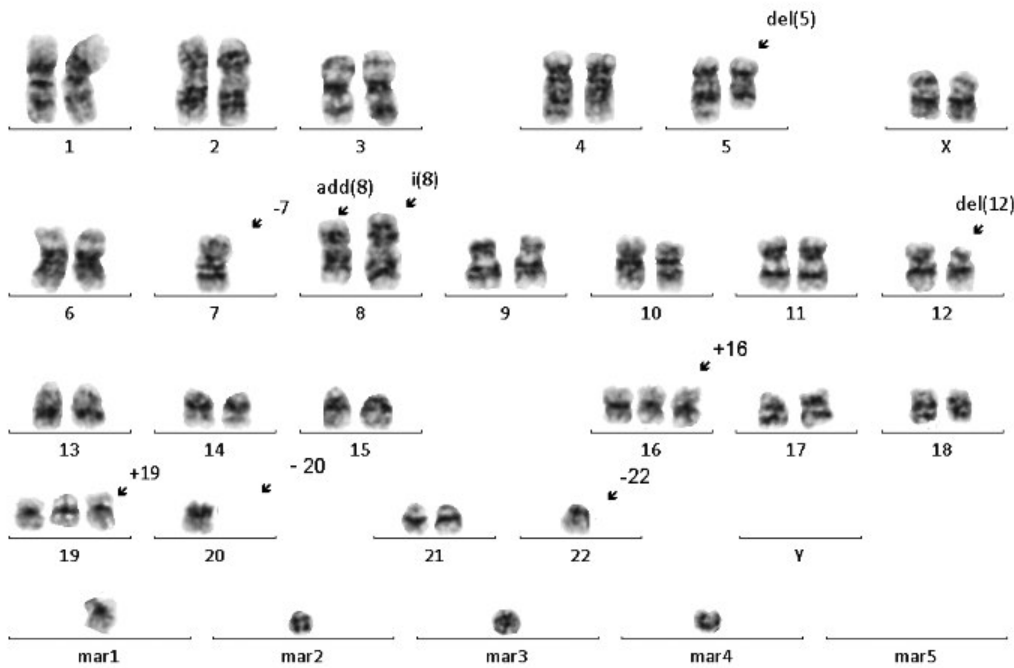 del(5)
1 2 3 4 5 X
-7 add(8) i(8) del(12)
6 7 8 9 10 11 12
+16
13 14 15 16 17 18
+19 - 20 -22
19 20 21 22 Y
mar1 mar2 mar3 mar4 mar5